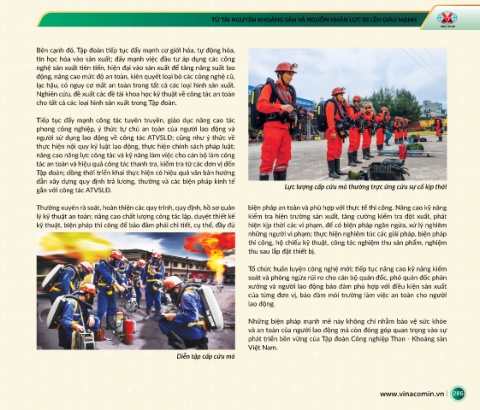 TỪ TÀI NGUYÊN KHOÁNG SẢN VÀ NGUỒN NHÂN LỰC ĐI LÊN GIÀU MẠNH
Bên cạnh đó, Tập đoàn tiếp tục đẩy mạnh cơ giới hóa, tự động hóa,
tin học hóa vào sản xuất; đẩy mạnh việc đầu tư áp dụng các công
nghệ sản xuất tiên tiến, hiện đại vào sản xuất để tăng năng suất lao
động, nâng cao mức độ an toàn, kiên quyết loại bỏ các công nghệ cũ,
lạc hậu, có nguy cơ mất an toàn trong tất cả các loại hình sản xuất.
Nghiên cứu, đề xuất các đề tài khoa học kỹ thuật về công tác an toàn
cho tất cả các loại hình sản xuất trong Tập đoàn.
Tiếp tục đẩy mạnh công tác tuyên truyền, giáo dục nâng cao tác
phong công nghiệp, ý thức tự chủ an toàn của người lao động và
người sử dụng lao động về công tác ATVSLĐ; cũng như ý thức về
thực hiện nội quy kỷ luật lao động, thực hiện chính sách pháp luật;
nâng cao năng lực công tác và kỹ năng làm việc cho cán bộ làm công
tác an toàn và hiệu quả công tác thanh tra, kiểm tra từ các đơn vị đến
Tập đoàn; đồng thời triển khai thực hiện có hiệu quả văn bản hướng
dẫn xây dựng quy định trả lương, thưởng và các biện pháp kinh tế
gắn với công tác ATVSLĐ.
Thường xuyên rà soát, hoàn thiện các quy trình, quy định, hồ sơ quản
lý kỹ thuật an toàn; nâng cao chất lượng công tác lập, duyệt thiết kế
kỹ thuật, biện pháp thi công để bảo đảm phải chi tiết, cụ thể, đầy đủ
Diễn tập cấp cứu mỏ
Lực lượng cấp cứu mỏ thường trực ứng cứu sự cố kịp thời
biện pháp an toàn và phù hợp với thực tế thi công. Nâng cao kỹ năng
kiểm tra hiện trường sản xuất, tăng cường kiểm tra đột xuất, phát
hiện kịp thời các vi phạm, để có biện pháp ngăn ngừa, xử lý nghiêm
những người vi phạm; thực hiện nghiêm túc các giải pháp, biện pháp
thi công, hộ chiếu kỹ thuật, công tác nghiệm thu sản phẩm, nghiệm
thu sau lắp đặt thiết bị.
Tổ chức huấn luyện công nghệ mới; tiếp tục nâng cao kỹ năng kiểm
soát và phòng ngừa rủi ro cho cán bộ quản đốc, phó quản đốc phân
xưởng và người lao động bảo đảm phù hợp với điều kiện sản xuất
của từng đơn vị, bảo đảm môi trường làm việc an toàn cho người
lao động.
Những biện pháp mạnh mẽ này không chỉ nhằm bảo vệ sức khỏe
và an toàn của người lao động mà còn đóng góp quan trọng vào sự
phát triển bền vững của Tập đoàn Công nghiệp Than - Khoáng sản
Việt Nam.
www.vinacomin.vn | 285